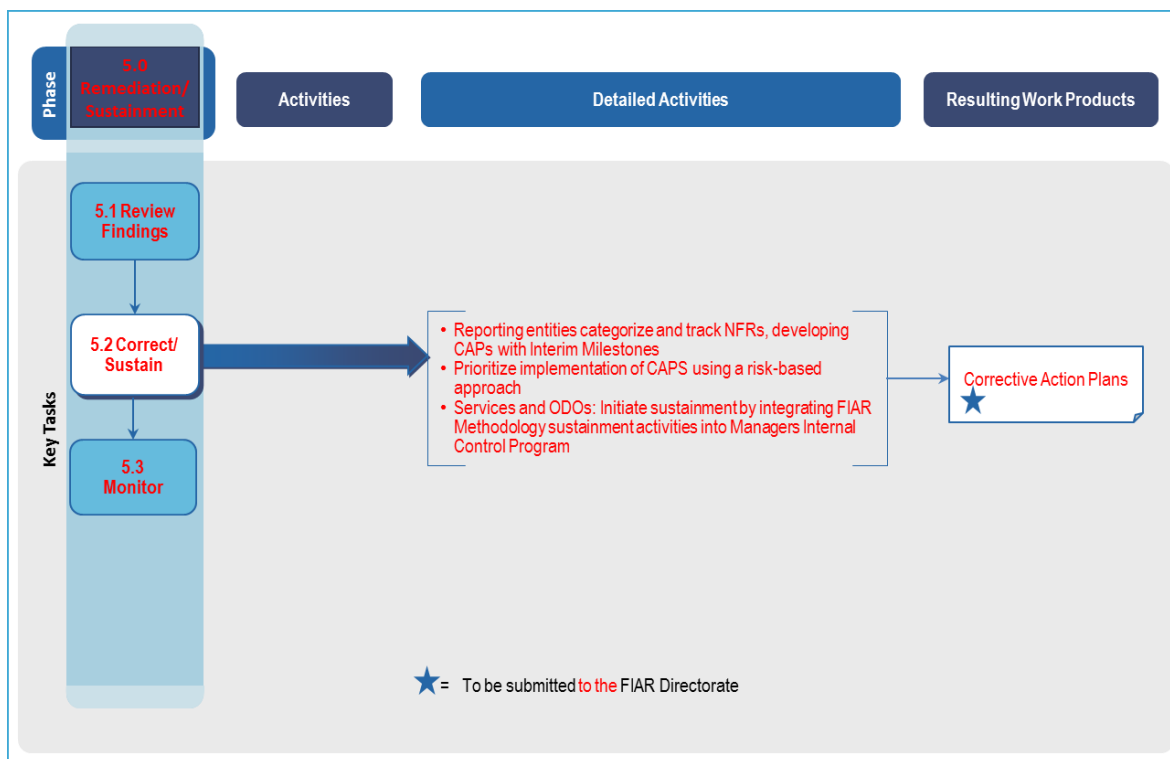 Phase
5.0
Remediation/
Sustainment
Activities
Detailed Activities
Resulting Work Products
Key Tasks
5.1 Review
Findings
5.2 Correct/
Sustain
5.3
Monitor
• Reporting entities categorize and track NFRs, developing
CAPs with Interim Milestones
• Prioritize implementation of CAPS using a risk-based
approach
• Services and ODOs: Initiate sustainment by integrating FIAR
Methodology sustainment activities into Managers Internal
Control Program
Corrective Action Plans
= To be submitted to the FIAR Directorate